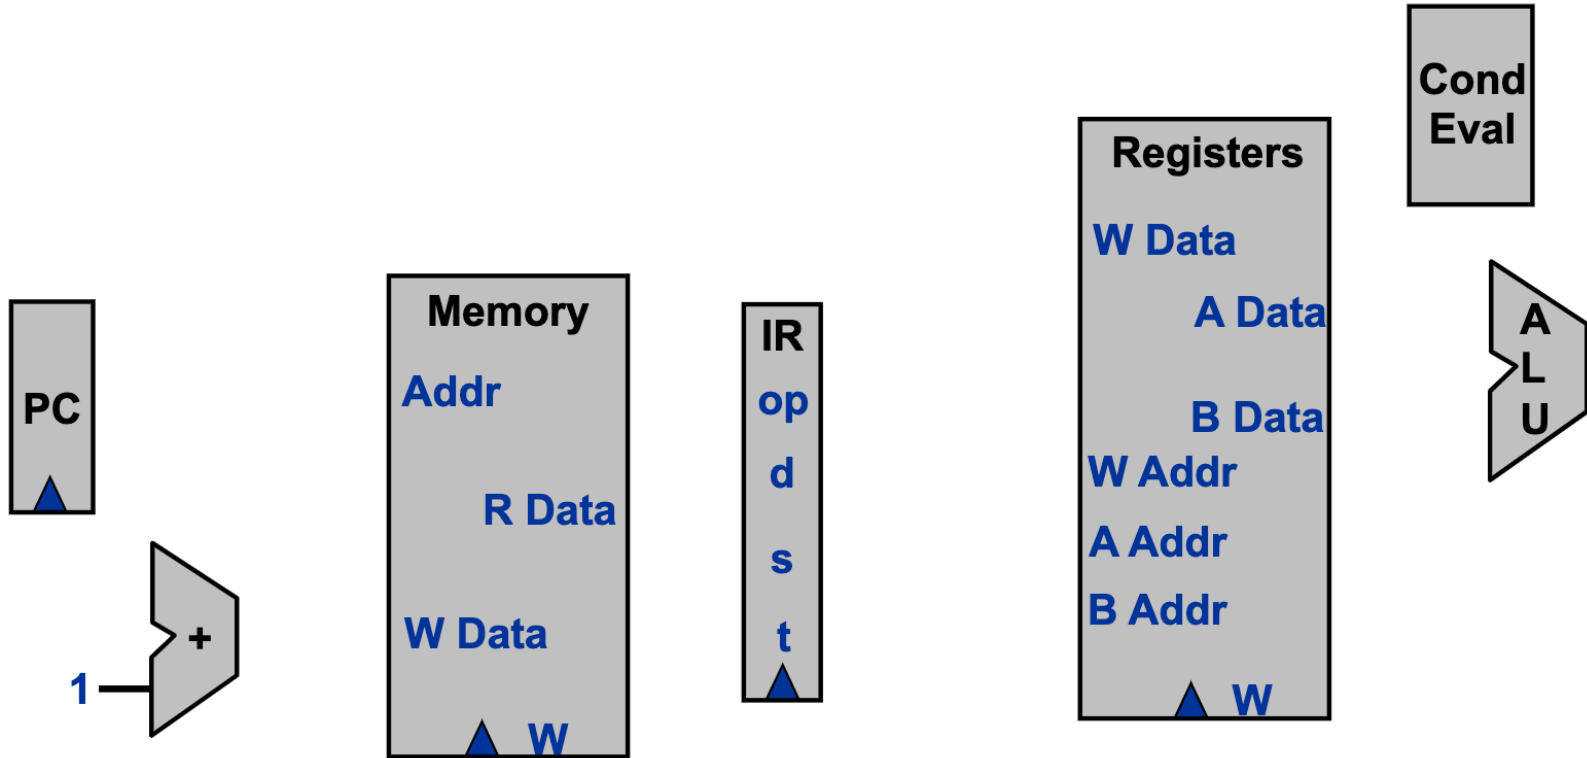 PC
1
+
Memory
Addr
R Data
W Data
W
IR
op
d
s
t
Registers
W Data
A Data
B Data
W Addr
A Addr
B Addr
W
Cond
Eval
A
L
U